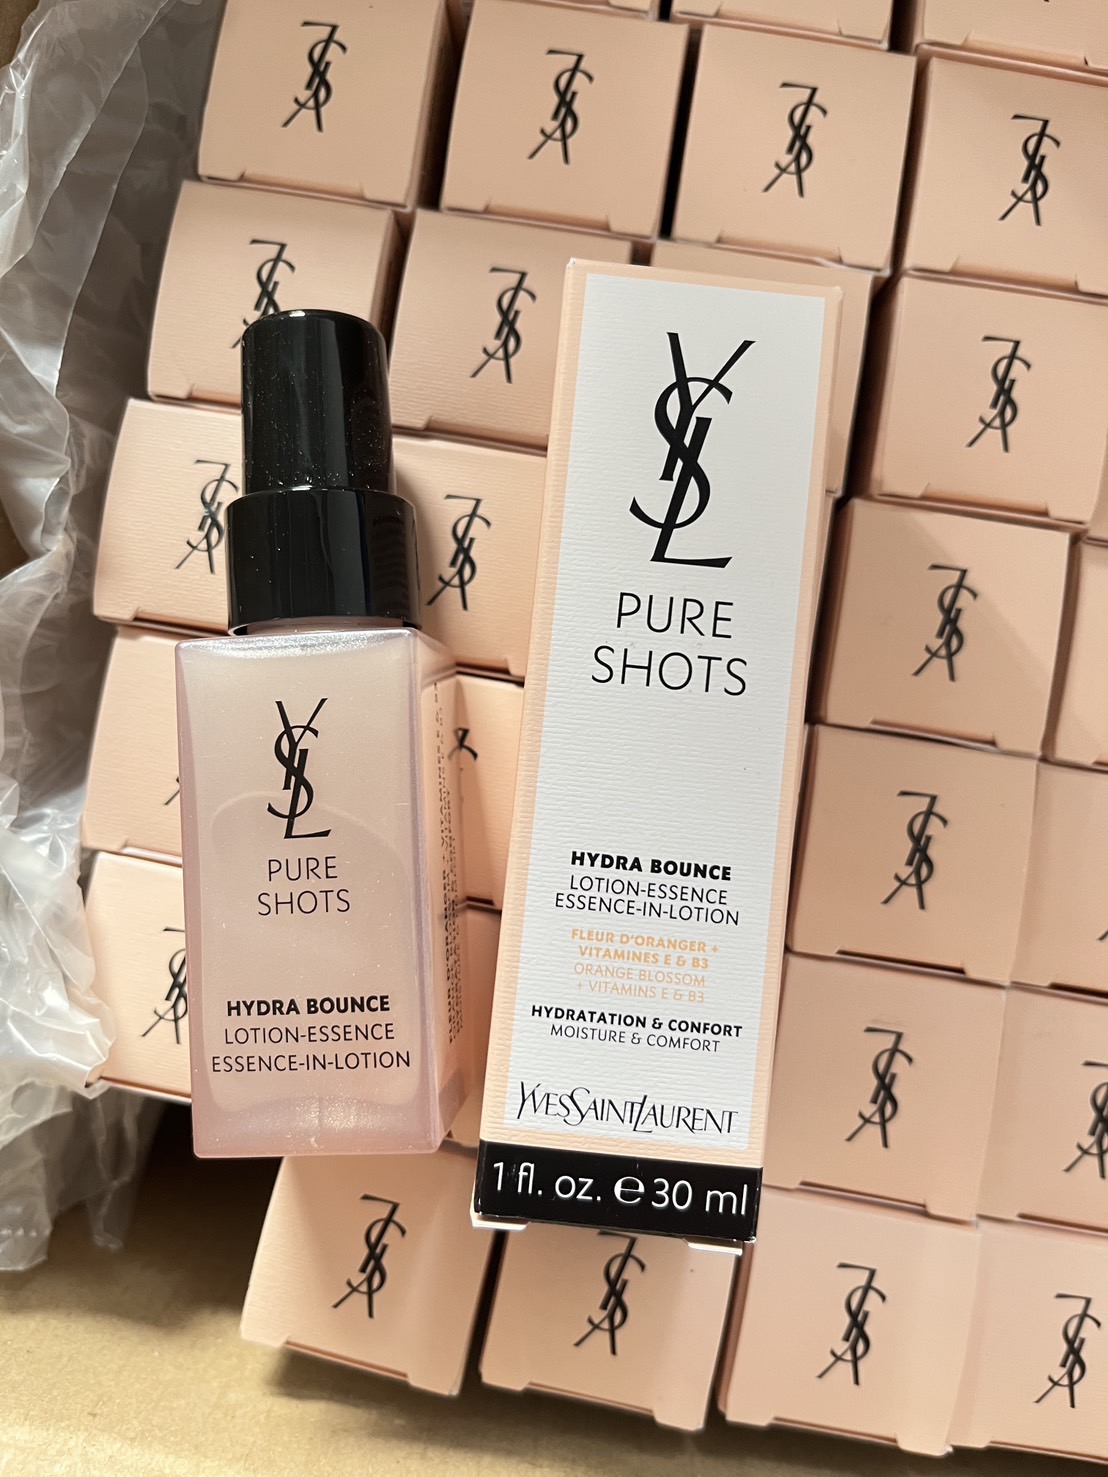 YSL
PURE
SHOTS
HYDRA BOUNCE
LOTION-ESSENCE
ESSENCE-IN-LOTION
YSL
PURE
SHOTS
HYDRA BOUNCE
LOTION-ESSENCE
ESSENCE-IN-LOTION
FLEUR D'ORANGER +
VITAMINES E & B3
ORANGE BLOSSOM
+ VITAMINS E & B3
HYDRATATION & CONFORT
MOISTURE & COMFORT
YVESSAINTLAURENT
1 fl. oz. ℮ 30 ml